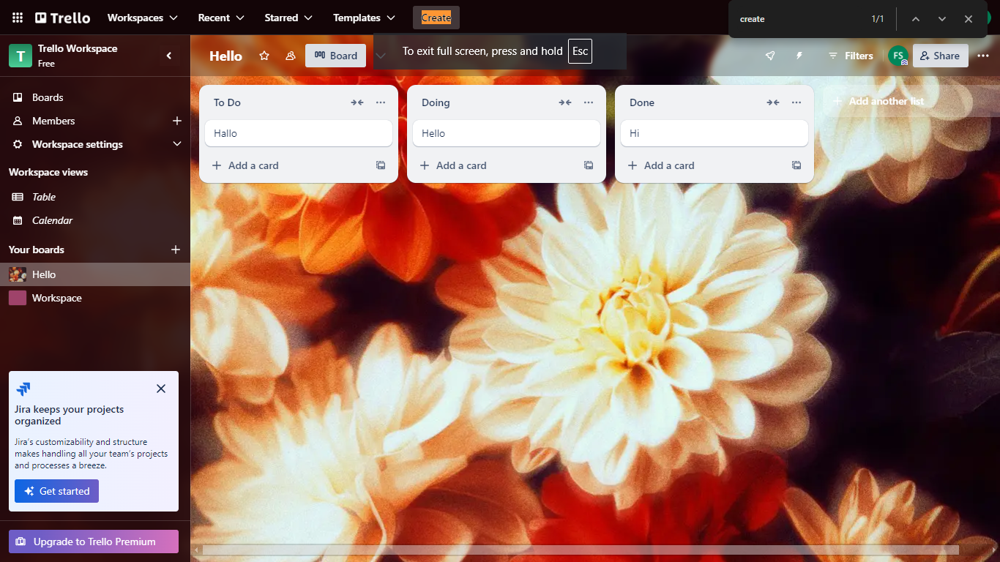 Trello
Workspaces
Recent
Starred
Templates
Create
create
1/1
Trello Workspace
Free
Hello
Board
To exit full screen, press and hold Esc
Filters
FS
Share
T
Boards
Members
Workspace settings
Workspace views
Table
Calendar
Your boards
Hello
Workspace
To Do
Hallo
Add a card
Doing
Hello
Add a card
Done
Hi
Add a card
Add another list
Jira keeps your projects
organized
Jira's customizability and structure
makes handling all your team's projects
and processes a breeze.
Get started
Upgrade to Trello Premium